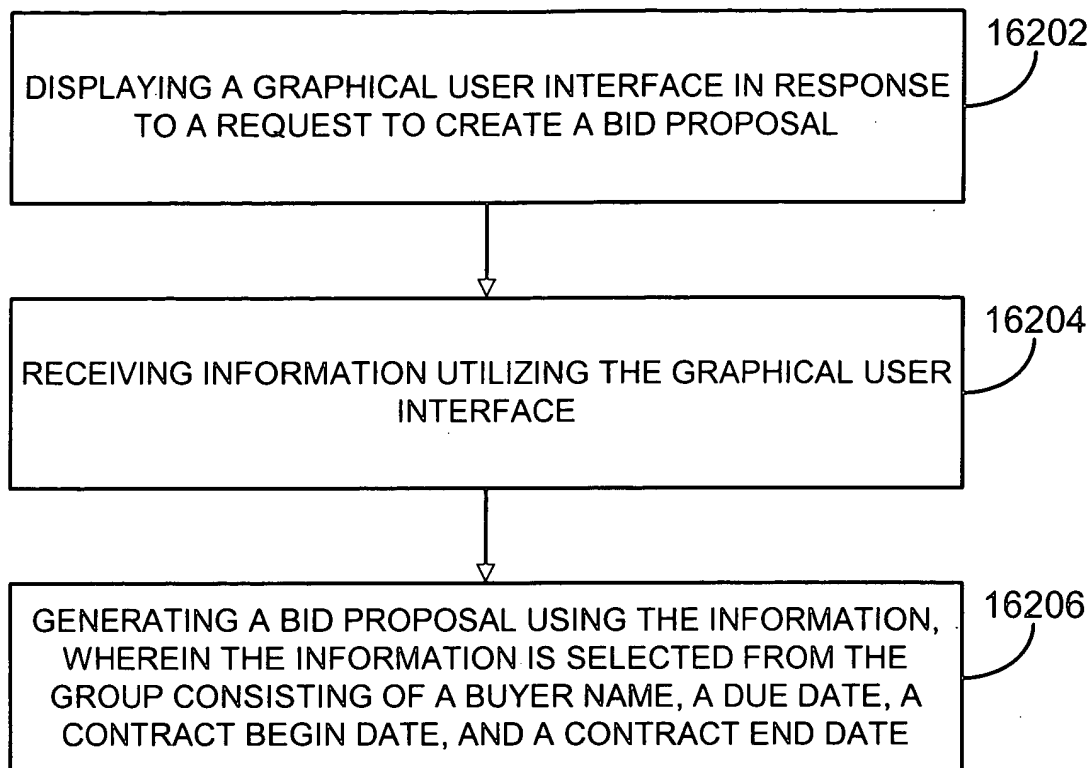 16202
DISPLAYING A GRAPHICAL USER INTERFACE IN RESPONSE
TO A REQUEST TO CREATE A BID PROPOSAL
16204
RECEIVING INFORMATION UTILIZING THE GRAPHICAL USER
INTERFACE
16206
GENERATING A BID PROPOSAL USING THE INFORMATION,
WHEREIN THE INFORMATION IS SELECTED FROM THE
GROUP CONSISTING OF A BUYER NAME, A DUE DATE, A
CONTRACT BEGIN DATE, AND A CONTRACT END DATE